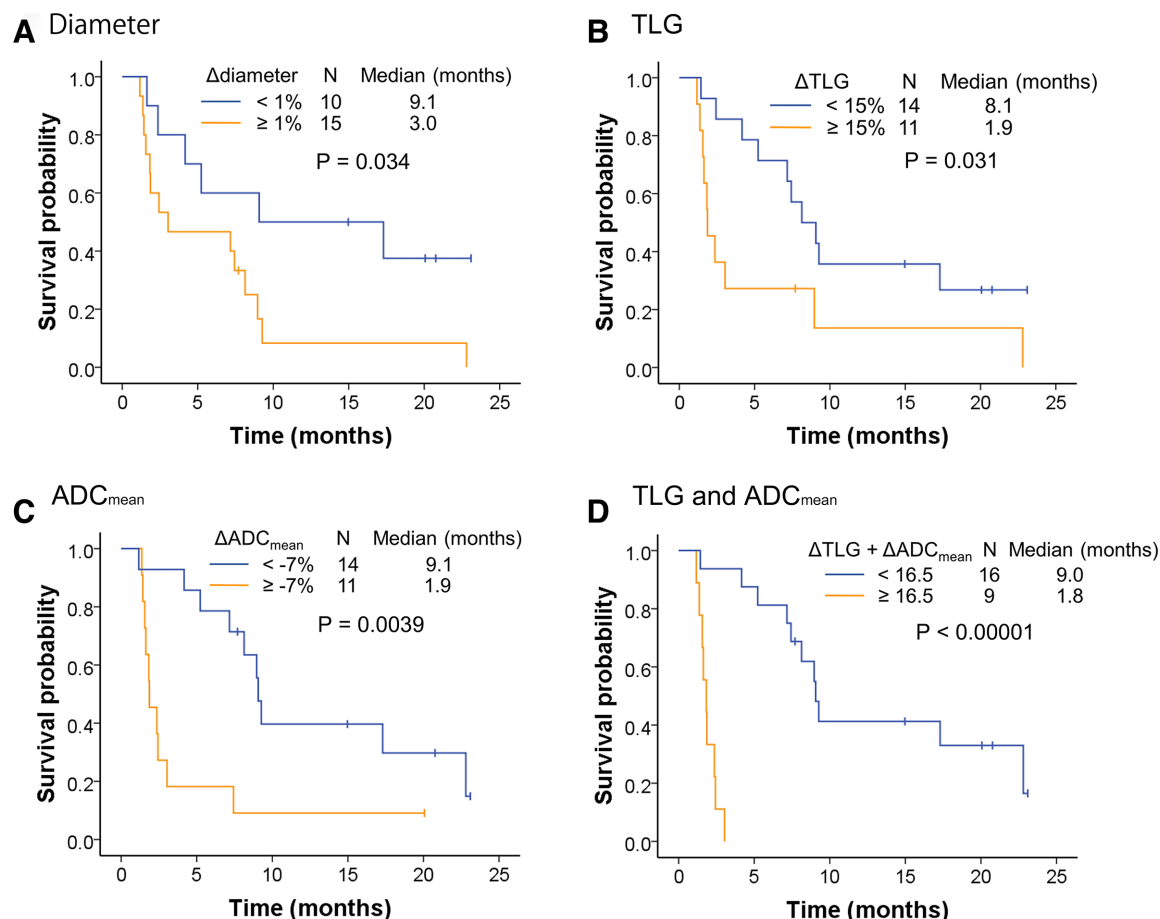 A Diameter
Δdiameter N Median (months)
< 1% 10 9.1
≥ 1% 15 3.0
P = 0.034
Survival probability
1.0
0.8
0.6
0.4
0.2
0.0
0 5 10 15 20 25
Time (months)
B TLG
ΔTLG N Median (months)
< 15% 14 8.1
≥ 15% 11 1.9
P = 0.031
Survival probability
1.0
0.8
0.6
0.4
0.2
0.0
0 5 10 15 20 25
Time (months)
C ADCmean
ΔADCmean N Median (months)
< -7% 14 9.1
≥ -7% 11 1.9
P = 0.0039
Survival probability
1.0
0.8
0.6
0.4
0.2
0.0
0 5 10 15 20 25
Time (months)
D TLG and ADCmean
ΔTLG + ΔADCmean N Median (months)
< 16.5 16 9.0
≥ 16.5 9 1.8
P < 0.00001
Survival probability
1.0
0.8
0.6
0.4
0.2
0.0
0 5 10 15 20 25
Time (months)